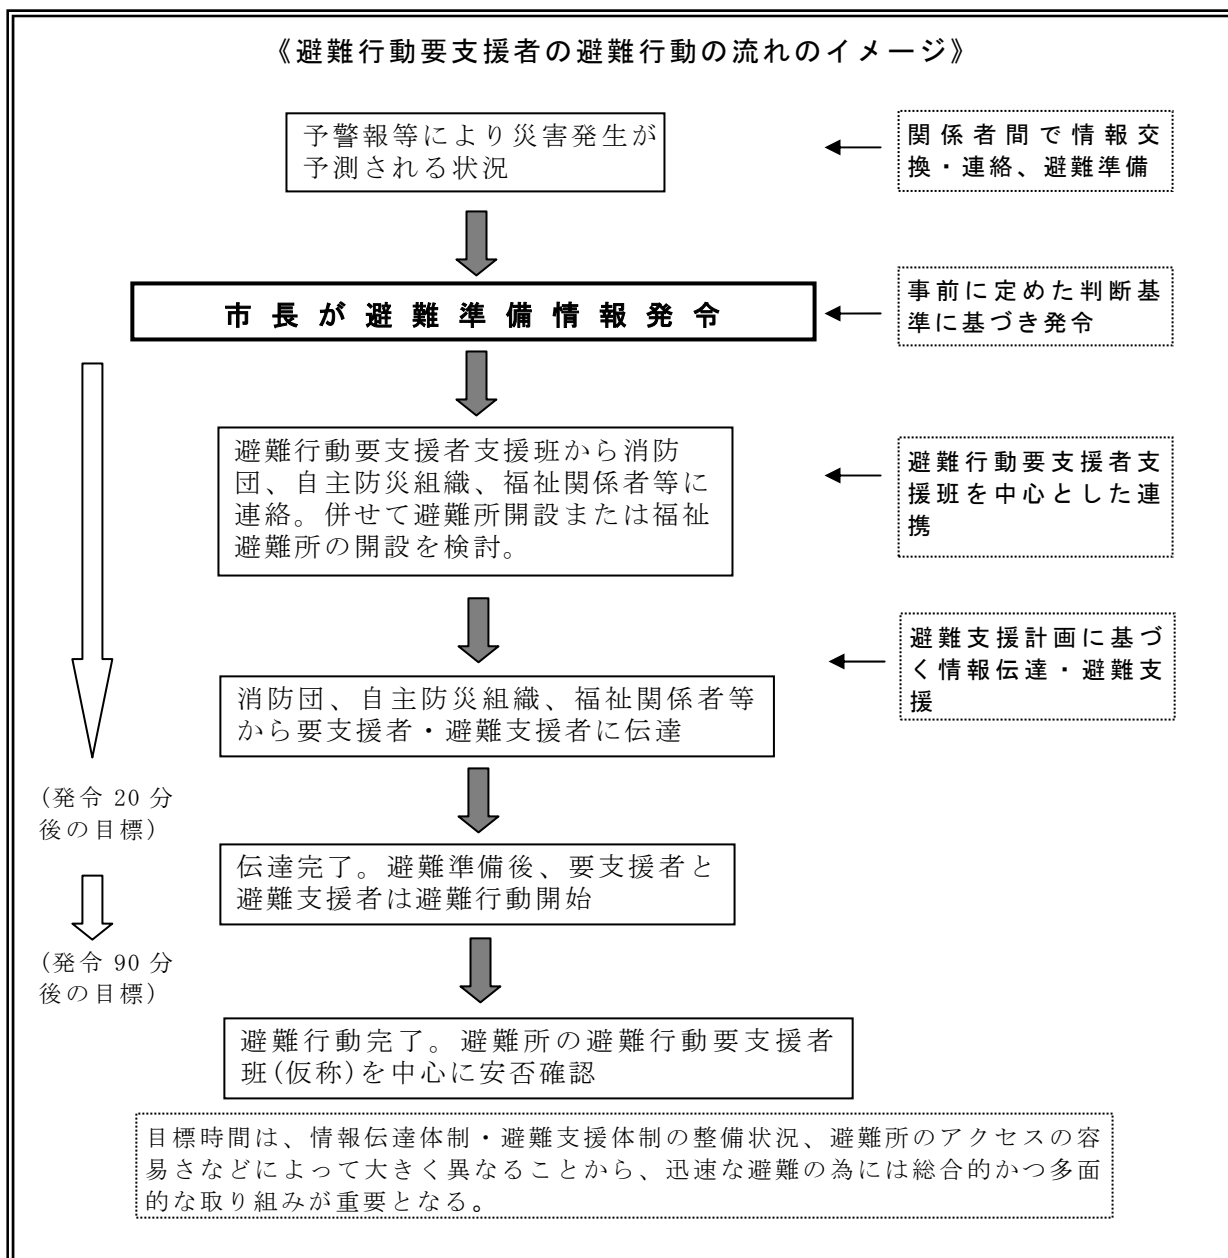 《避難行動要支援者の避難行動の流れのイメージ》
予警報等により災害発生が
予測される状況
関係者間で情報交
換・連絡、避難準備
市長が避難準備情報発令
事前に定めた判断基
準に基づき発令
避難行動要支援者支援班から消防
団、自主防災組織、福祉関係者等に
連絡。併せて避難所開設または福祉
避難所の開設を検討。
避難行動要支援者支
援班を中心とした連
携
避難支援計画に基づ
く情報伝達・避難支
援
消防団、自主防災組織、福祉関係者等
から要支援者・避難支援者に伝達
(発令 20 分
後の目標)
伝達完了。避難準備後、要支援者と
避難支援者は避難行動開始
(発令 90 分
後の目標)
避難行動完了。避難所の避難行動要支援者
班(仮称)を中心に安否確認
目標時間は、情報伝達体制・避難支援体制の整備状況、避難所のアクセスの容
易さなどによって大きく異なることから、迅速な避難の為には総合的かつ多面
的な取り組みが重要となる。